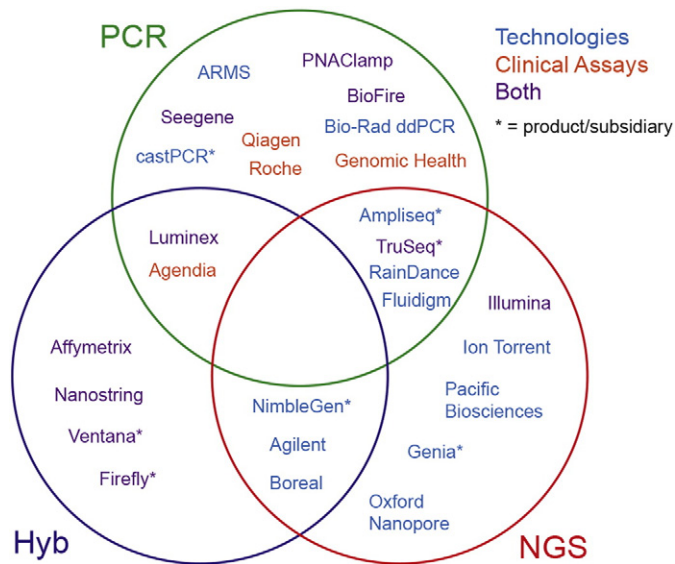 PCR
Technologies
Clinical Assays
Both
* = product/subsidiary
ARMS
PNAClamp
BioFire
Seegene
Bio-Rad ddPCR
Qiagen
castPCR*
Roche
Genomic Health
Ampliseq*
TruSeq*
RainDance
Fluidigm
Luminex
Agendia
Illumina
Affymetrix
Ion Torrent
Nanostring
Pacific
Biosciences
NimbleGen*
Ventana*
Agilent
Genia*
Firefly*
Boreal
Oxford
Nanopore
Hyb
NGS